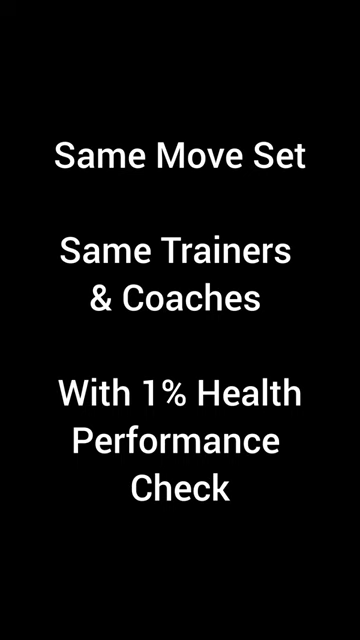 Same Move Set
Same Trainers
& Coaches
With 1% Health
Performance
Check